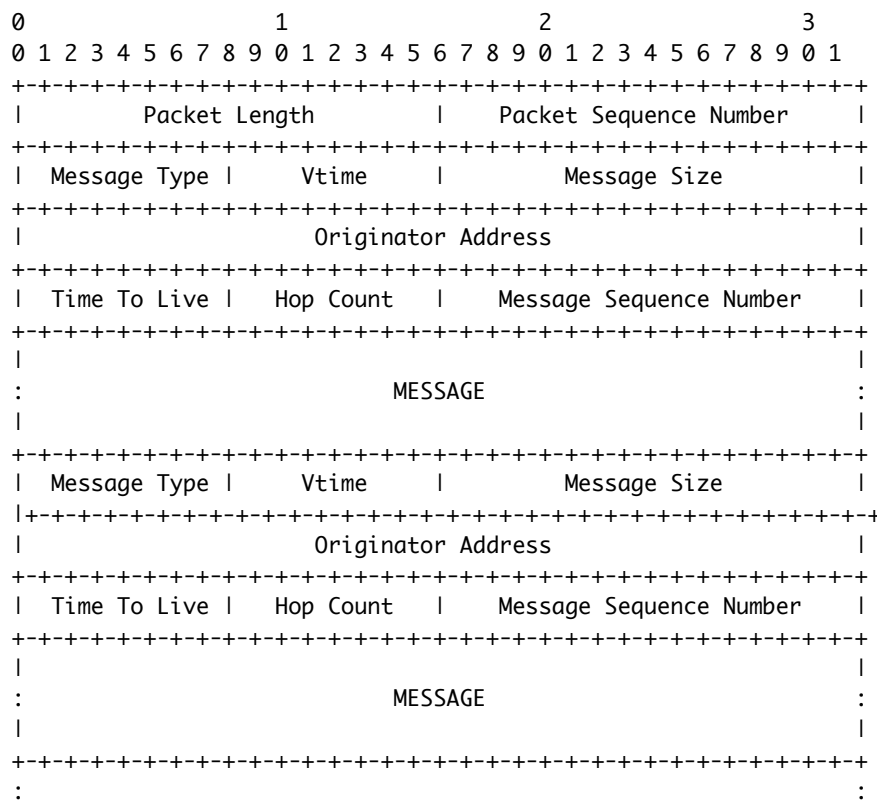 0                   1                   2                   3
0 1 2 3 4 5 6 7 8 9 0 1 2 3 4 5 6 7 8 9 0 1 2 3 4 5 6 7 8 9 0 1
+-+-+-+-+-+-+-+-+-+-+-+-+-+-+-+-+-+-+-+-+-+-+-+-+-+-+-+-+-+-+-+-+
|         Packet Length         |    Packet Sequence Number     |
+-+-+-+-+-+-+-+-+-+-+-+-+-+-+-+-+-+-+-+-+-+-+-+-+-+-+-+-+-+-+-+-+
|  Message Type |     Vtime     |         Message Size          |
+-+-+-+-+-+-+-+-+-+-+-+-+-+-+-+-+-+-+-+-+-+-+-+-+-+-+-+-+-+-+-+-+
|                      Originator Address                       |
+-+-+-+-+-+-+-+-+-+-+-+-+-+-+-+-+-+-+-+-+-+-+-+-+-+-+-+-+-+-+-+-+
|  Time To Live |   Hop Count   |    Message Sequence Number    |
+-+-+-+-+-+-+-+-+-+-+-+-+-+-+-+-+-+-+-+-+-+-+-+-+-+-+-+-+-+-+-+-+
|                                                               |
:                            MESSAGE                            :
|                                                               |
+-+-+-+-+-+-+-+-+-+-+-+-+-+-+-+-+-+-+-+-+-+-+-+-+-+-+-+-+-+-+-+-+
|  Message Type |     Vtime     |         Message Size          |
|+-+-+-+-+-+-+-+-+-+-+-+-+-+-+-+-+-+-+-+-+-+-+-+-+-+-+-+-+-+-+-+-+
|                      Originator Address                       |
+-+-+-+-+-+-+-+-+-+-+-+-+-+-+-+-+-+-+-+-+-+-+-+-+-+-+-+-+-+-+-+-+
|  Time To Live |   Hop Count   |    Message Sequence Number    |
+-+-+-+-+-+-+-+-+-+-+-+-+-+-+-+-+-+-+-+-+-+-+-+-+-+-+-+-+-+-+-+-+
|                                                               |
:                            MESSAGE                            :
|                                                               |
+-+-+-+-+-+-+-+-+-+-+-+-+-+-+-+-+-+-+-+-+-+-+-+-+-+-+-+-+-+-+-+-+
:                                                               :